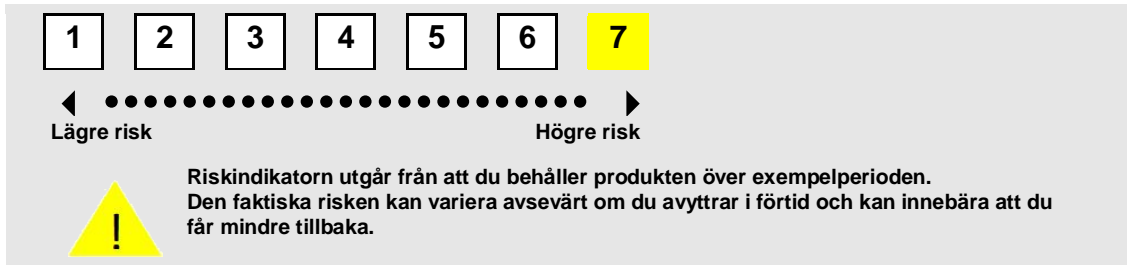 1 2 3 4 5 6 7
Lägre risk Högre risk
Riskindikatorn utgår från att du behåller produkten över exempelperioden.
Den faktiska risken kan variera avsevärt om du avyttrar i förtid och kan innebära att du
får mindre tillbaka.
!